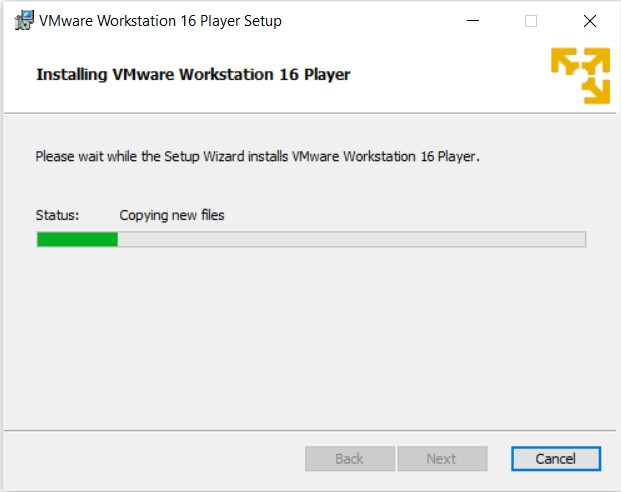 VMware Workstation 16 Player Setup
Installing VMware Workstation 16 Player
Please wait while the Setup Wizard installs VMware Workstation 16 Player.
Status: Copying new files
Back Next Cancel